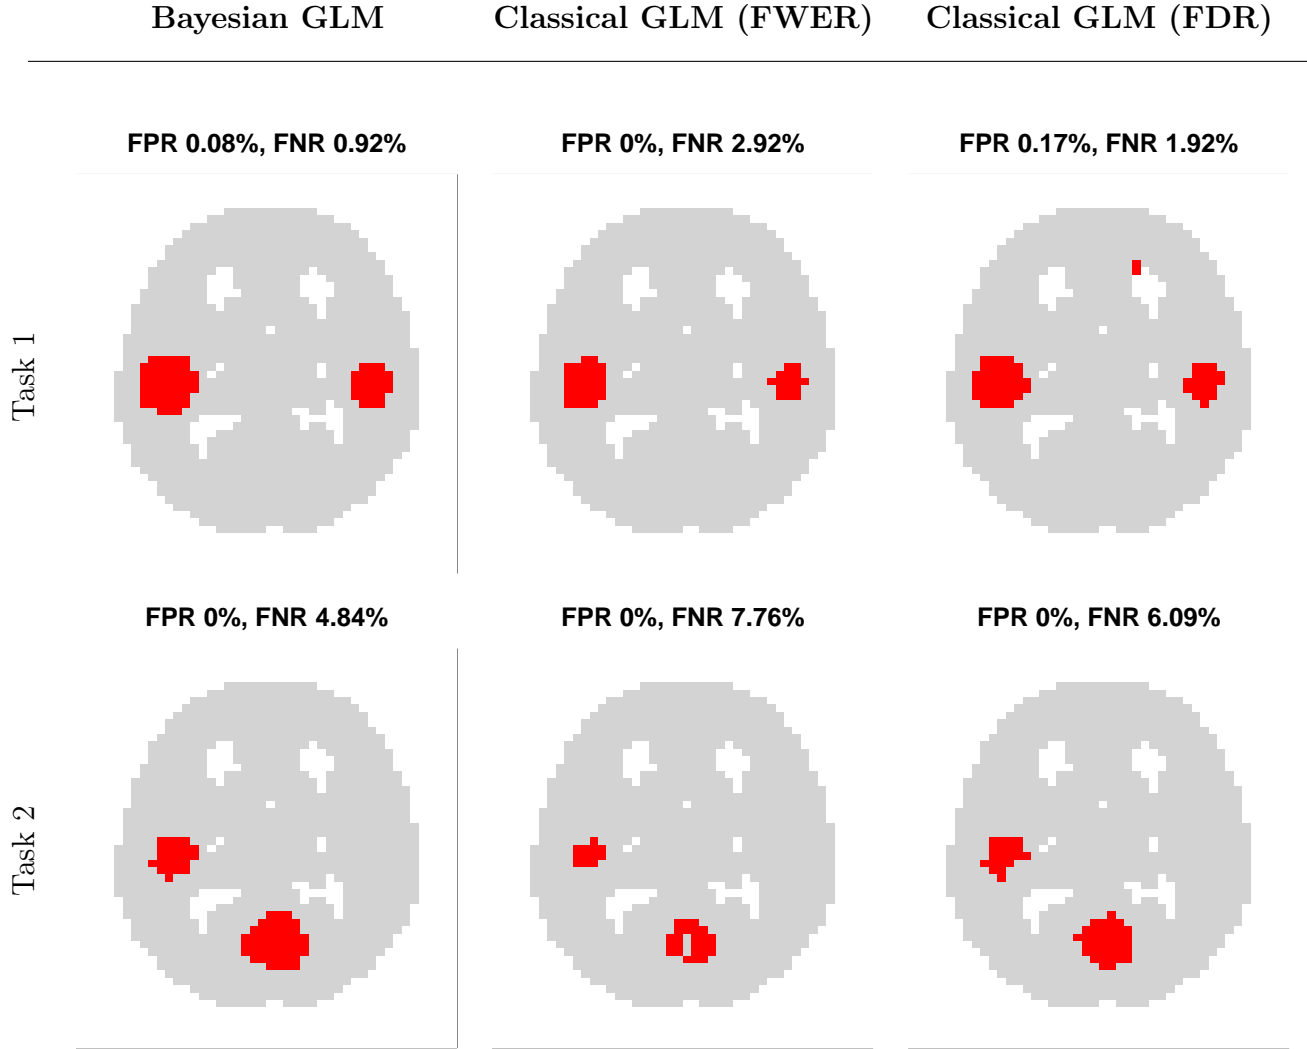 Bayesian GLM Classical GLM (FWER) Classical GLM (FDR)
FPR 0.08%, FNR 0.92% FPR 0%, FNR 2.92% FPR 0.17%, FNR 1.92%
Task 1
FPR 0%, FNR 4.84% FPR 0%, FNR 7.76% FPR 0%, FNR 6.09%
Task 2